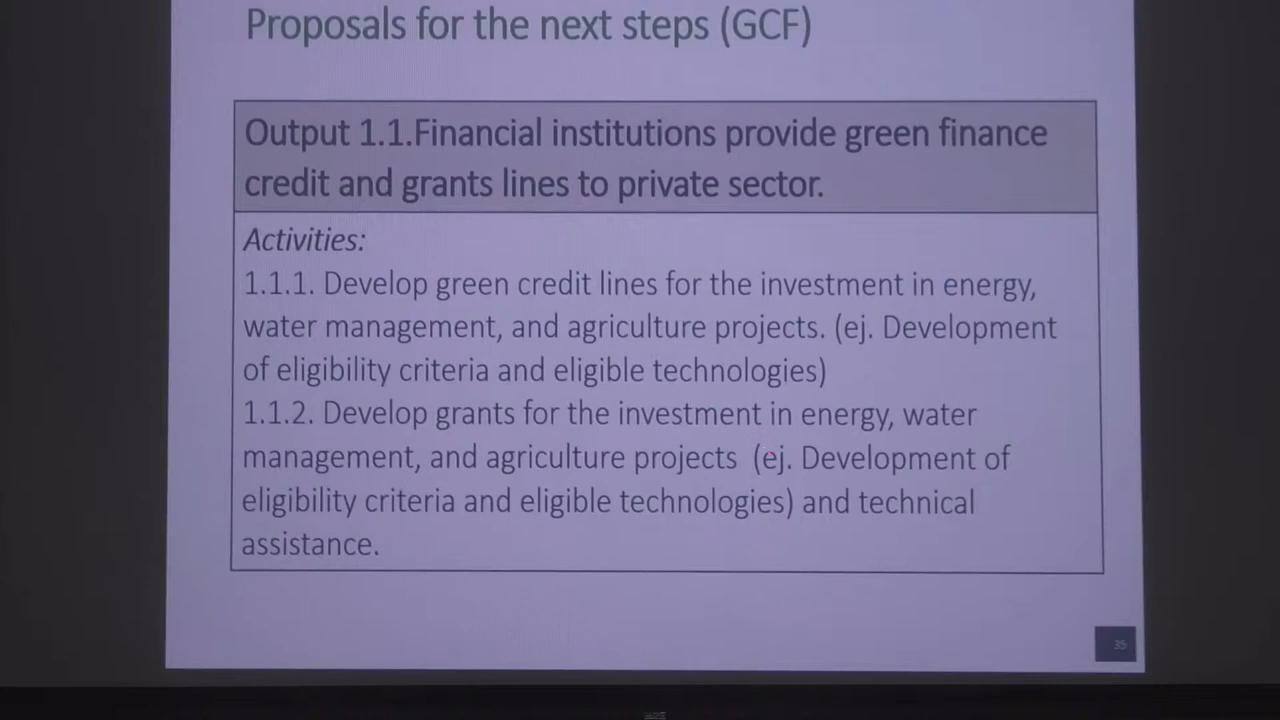 Proposals for the next steps (GCF)
Output 1.1.Financial institutions provide green finance
credit and grants lines to private sector.
Activities:
1.1.1. Develop green credit lines for the investment in energy,
water management, and agriculture projects. (ej. Development
of eligibility criteria and eligible technologies)
1.1.2. Develop grants for the investment in energy, water
management, and agriculture projects (ej. Development of
eligibility criteria and eligible technologies) and technical
assistance.
35